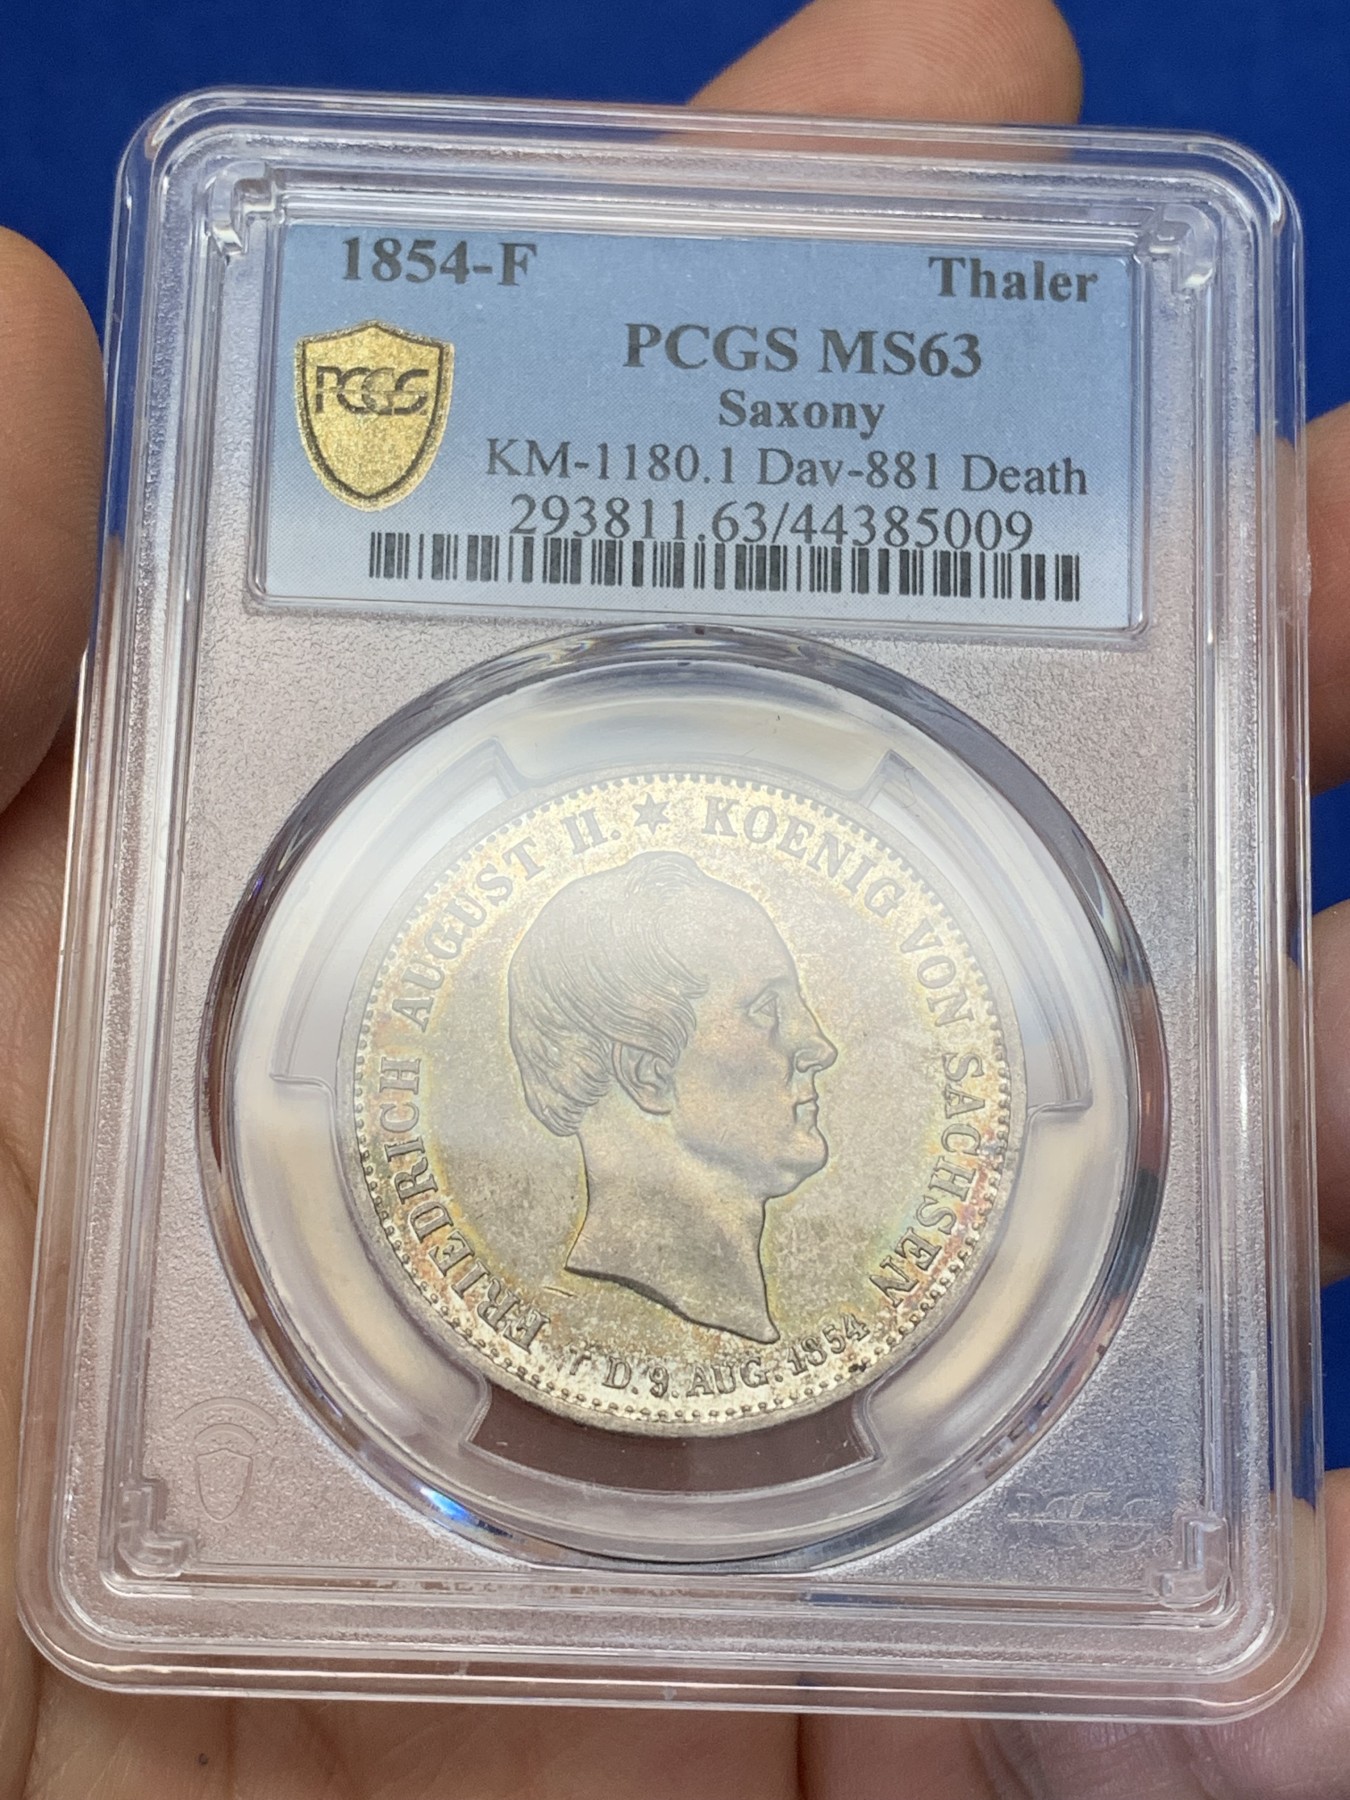 1854-F Thaler
PCGS MS63
PCGS
Saxony
KM-1180.1 Dav-881 Death
293811.63/44385009
FRIEDRICH AUGUST II. ✶ KOENIG VON SACHSEN
D. 9. AUG. 1854.
PCGS